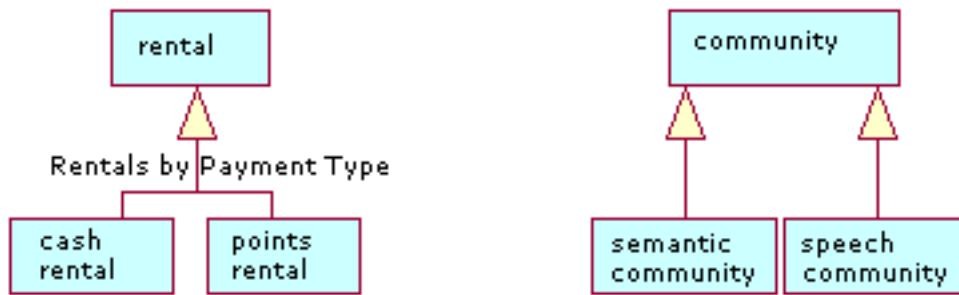 rental
community
Rentals by Payment Type
cash
rental
points
rental
semantic
community
speech
community